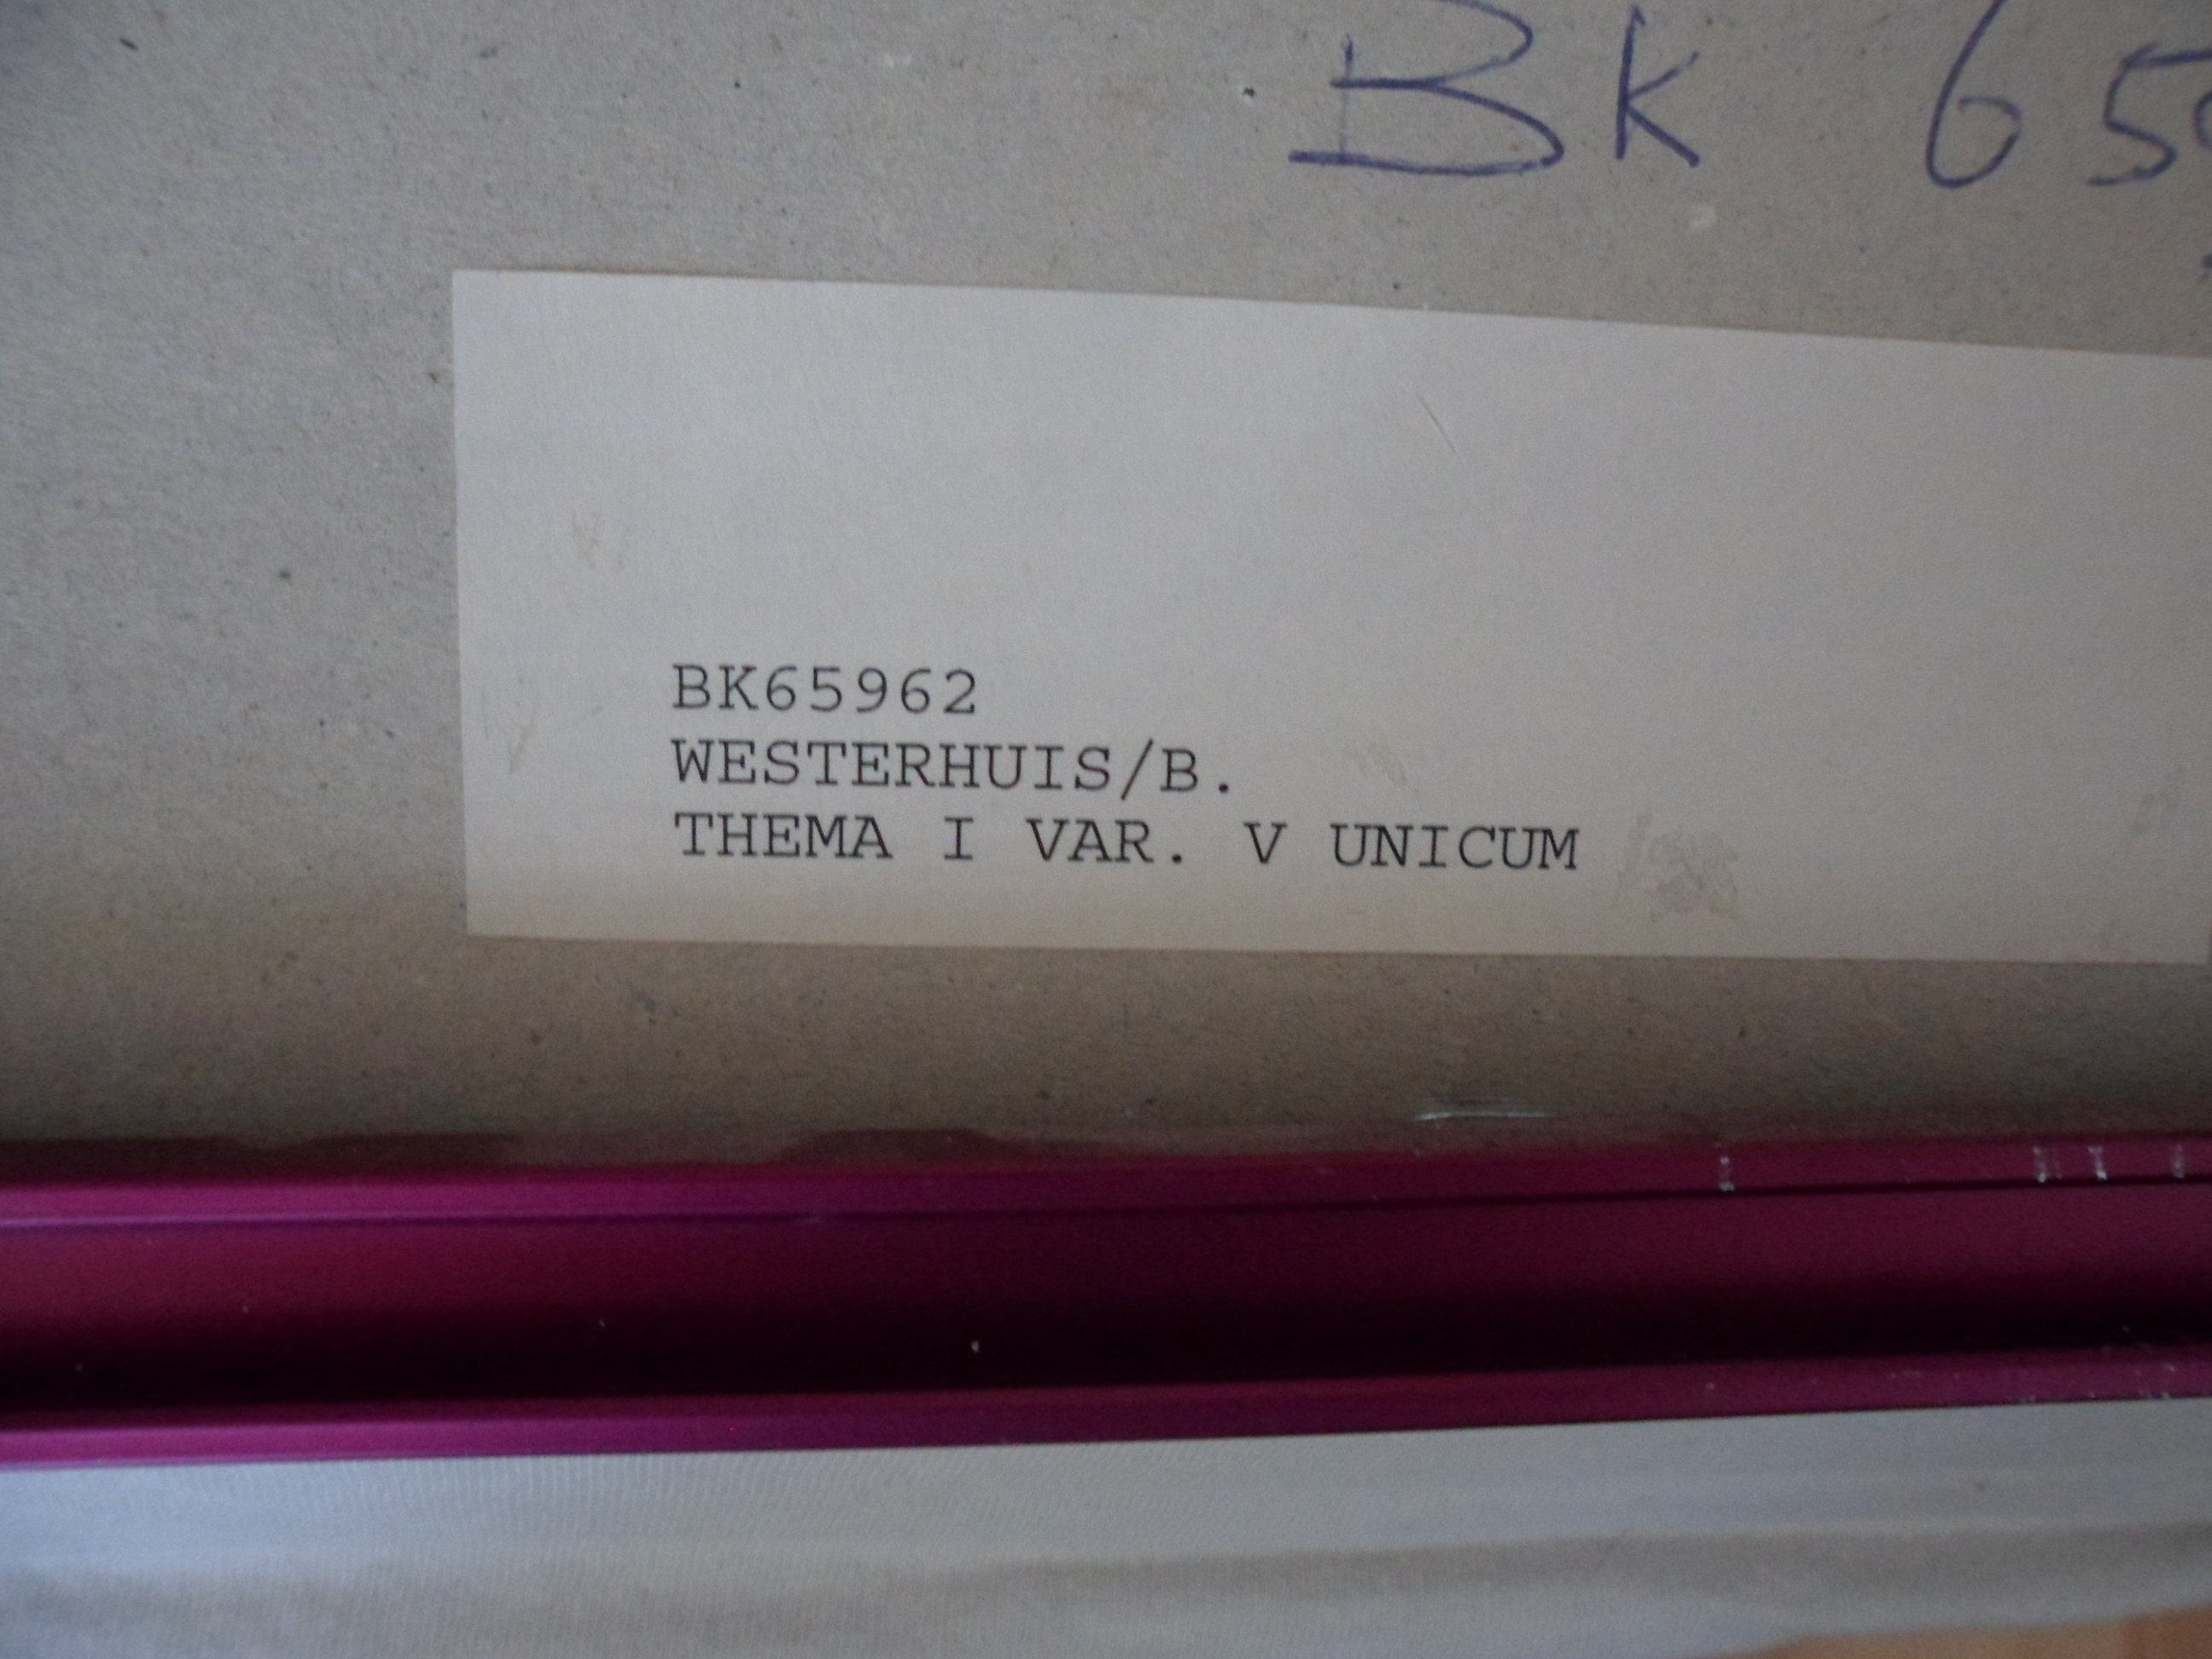 BK 65
BK65962
WESTERHUIS/B.
THEMA I VAR. V UNICUM